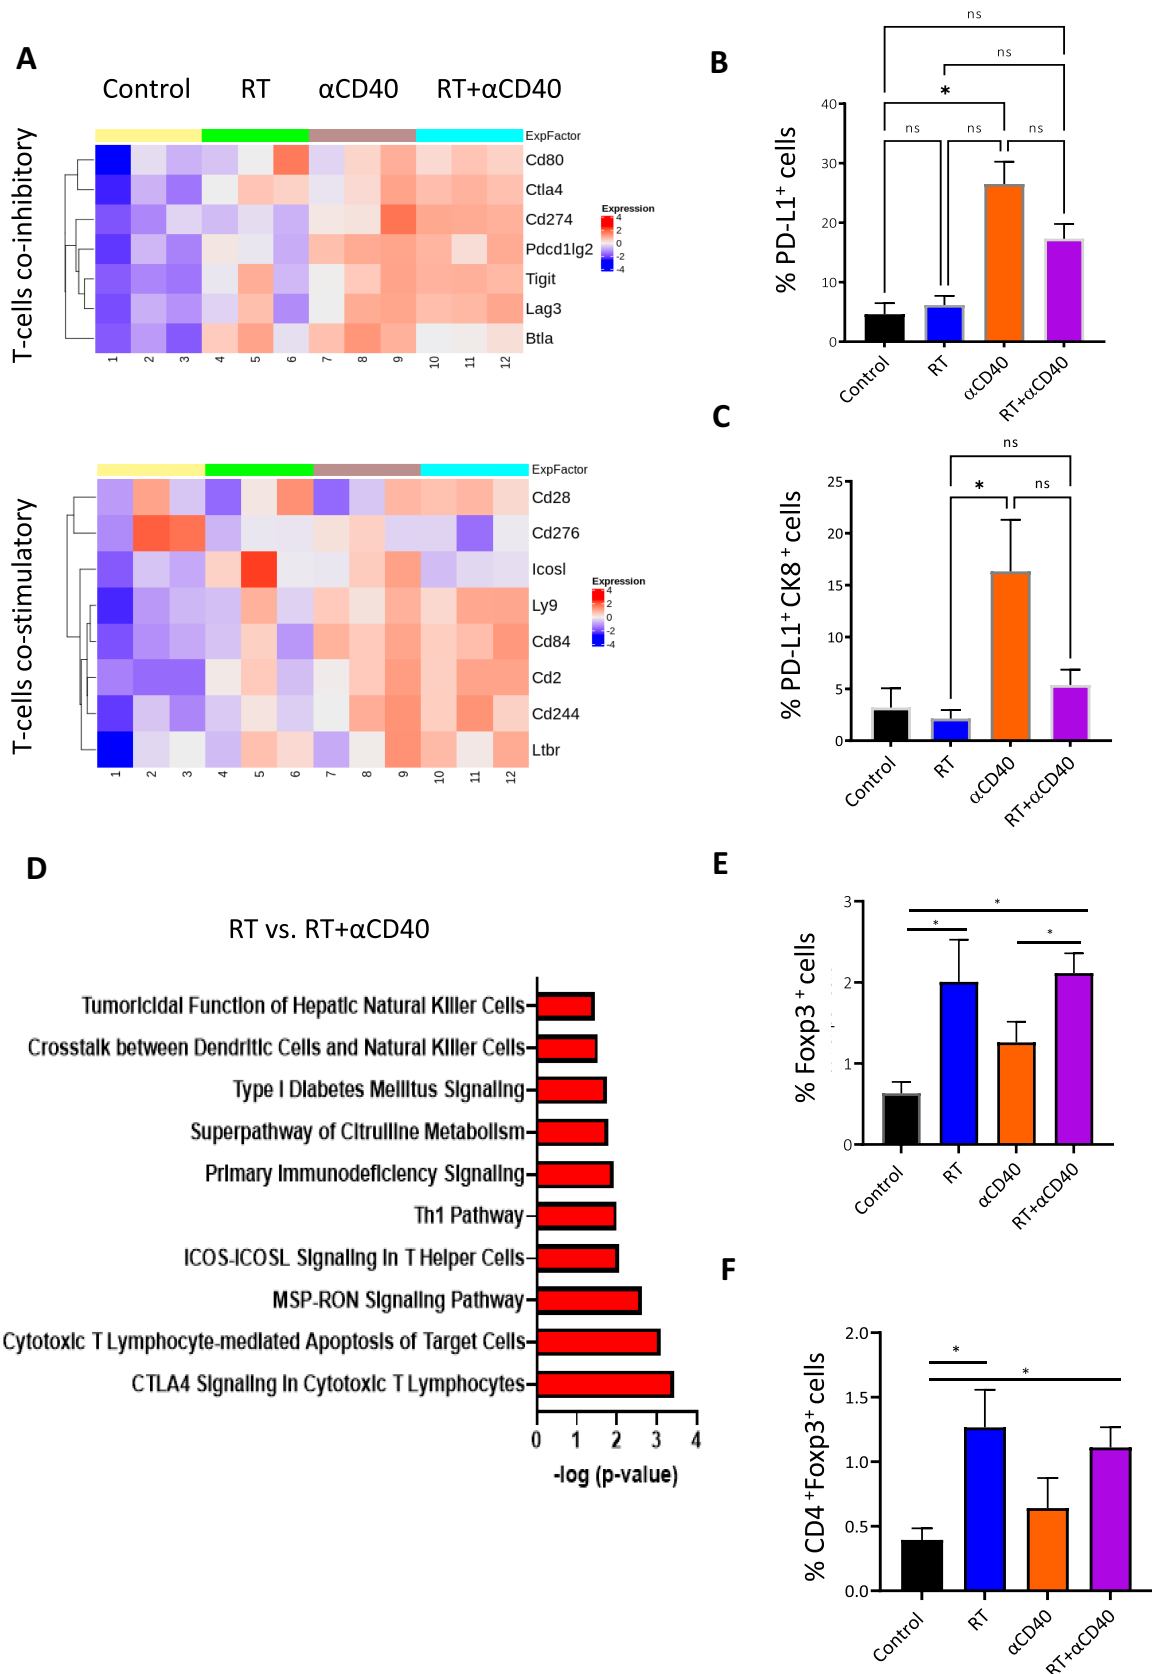 A
Control RT αCD40 RT+αCD40
T-cells co-inhibitory
ExpFactor
Cd80
Ctla4
Cd274
Pdcd1lg2
Tigit
Lag3
Btla
1 2 3 4 5 6 7 8 9 10 11 12
Expression
4
2
0
-2
-4
T-cells co-stimulatory
ExpFactor
Cd28
Cd276
Icosl
Ly9
Cd84
Cd2
Cd244
Ltbr
1 2 3 4 5 6 7 8 9 10 11 12
Expression
4
2
0
-2
-4
B
ns
ns
*
ns ns ns
% PD-L1+ cells
40
30
20
10
0
Control RT αCD40 RT+αCD40
C
ns
* ns
% PD-L1+ CK8+ cells
25
20
15
10
5
0
Control RT αCD40 RT+αCD40
D
RT vs. RT+αCD40
Tumoricidal Function of Hepatic Natural Killer Cells
Crosstalk between Dendritic Cells and Natural Killer Cells
Type I Diabetes Mellitus Signaling
Superpathway of Citrulline Metabolism
Primary Immunodeficiency Signaling
Th1 Pathway
ICOS-ICOSL Signaling in T Helper Cells
MSP-RON Signaling Pathway
Cytotoxic T Lymphocyte-mediated Apoptosis of Target Cells
CTLA4 Signaling in Cytotoxic T Lymphocytes
0 1 2 3 4
-log (p-value)
E
*
* *
% Foxp3+ cells
3
2
1
0
Control RT αCD40 RT+αCD40
F
*
*
% CD4+Foxp3+ cells
2.0
1.5
1.0
0.5
0.0
Control RT αCD40 RT+αCD40